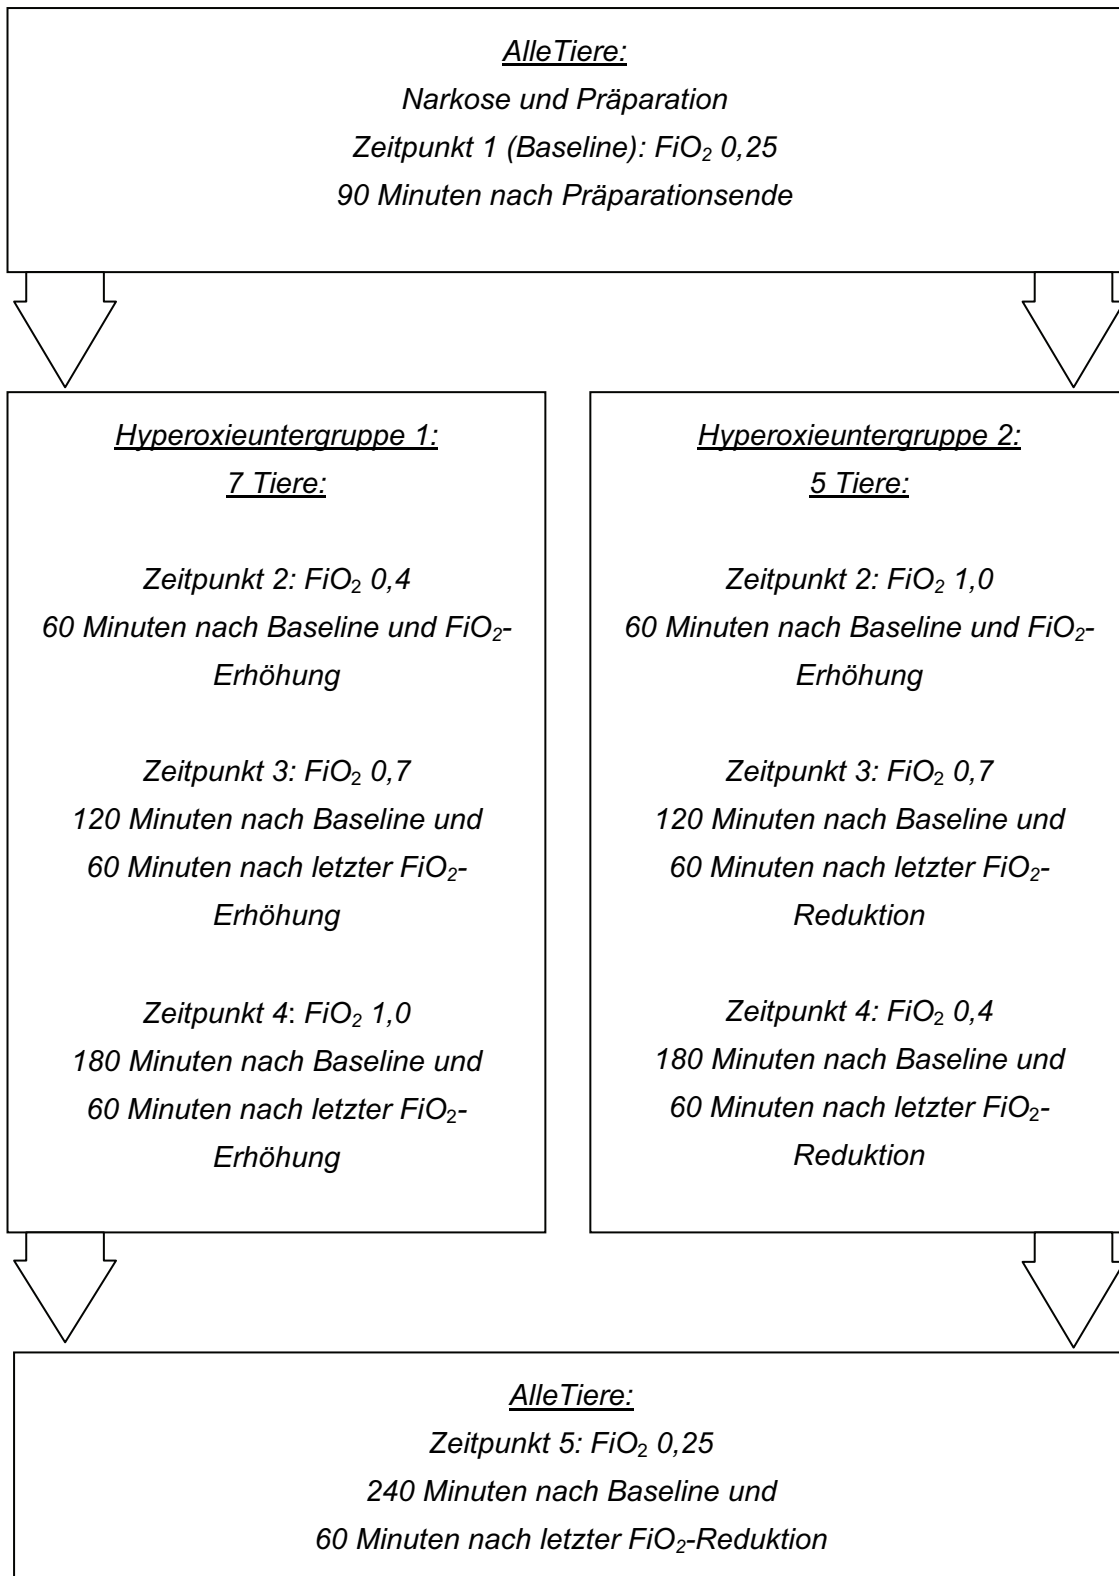 AlleTiere:
Narkose und Präparation
Zeitpunkt 1 (Baseline): FiO₂ 0,25
90 Minuten nach Präparationsende
Hyperoxieuntergruppe 1:
7 Tiere:
Zeitpunkt 2: FiO₂ 0,4
60 Minuten nach Baseline und FiO₂-
Erhöhung
Zeitpunkt 3: FiO₂ 0,7
120 Minuten nach Baseline und
60 Minuten nach letzter FiO₂-
Erhöhung
Zeitpunkt 4: FiO₂ 1,0
180 Minuten nach Baseline und
60 Minuten nach letzter FiO₂-
Erhöhung
Hyperoxieuntergruppe 2:
5 Tiere:
Zeitpunkt 2: FiO₂ 1,0
60 Minuten nach Baseline und FiO₂-
Erhöhung
Zeitpunkt 3: FiO₂ 0,7
120 Minuten nach Baseline und
60 Minuten nach letzter FiO₂-
Reduktion
Zeitpunkt 4: FiO₂ 0,4
180 Minuten nach Baseline und
60 Minuten nach letzter FiO₂-
Reduktion
AlleTiere:
Zeitpunkt 5: FiO₂ 0,25
240 Minuten nach Baseline und
60 Minuten nach letzter FiO₂-Reduktion